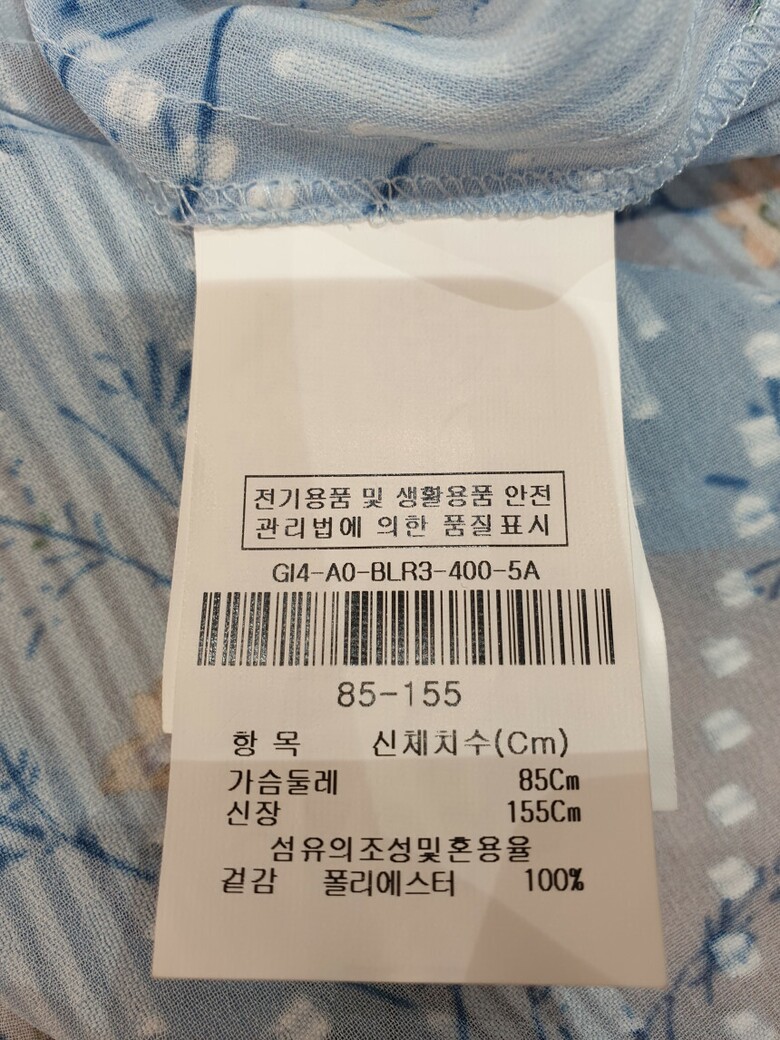 전기용품 및 생활용품 안전
관리법에 의한 품질표시
GI4-A0-BLR3-400-5A
85-155
항 목 신체치수(Cm)
가슴둘레 85Cm
신장 155Cm
섬유의조성및혼용율
겉감 폴리에스터 100%